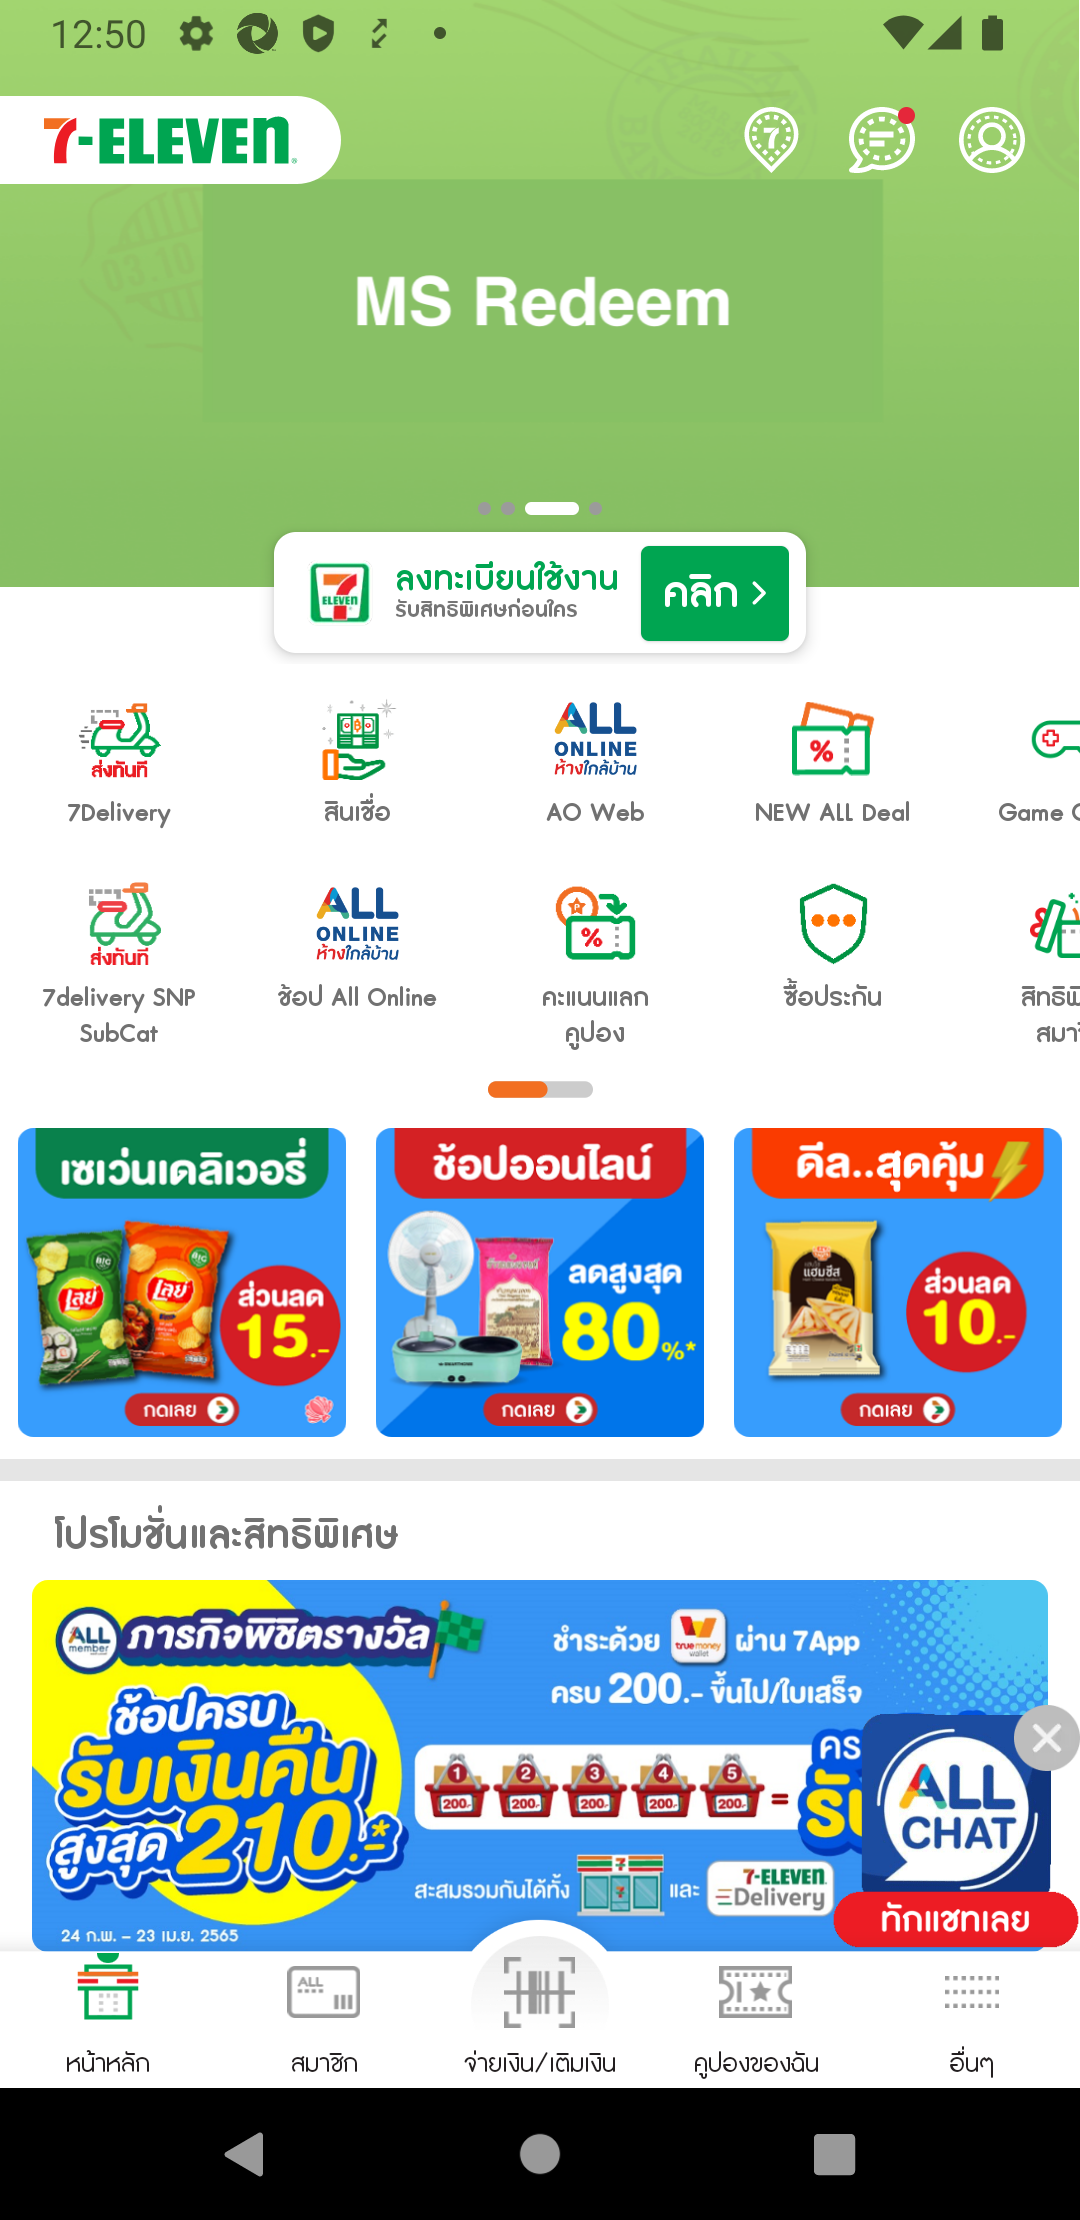 12:50
7-ELEVEN
7
MS Redeem
ลงทะเบียนใช้งาน
รับสิทธิพิเศษก่อนใคร
คลิก
ส่งทันที
ALL
ONLINE
ห้างใกล้บ้าน
7Delivery
สินเชื่อ
AO Web
NEW ALL Deal
Game
ส่งทันที
ALL
ONLINE
ห้างใกล้บ้าน
7delivery SNP
SubCat
ช้อป All Online
คะแนนแลก
คูปอง
ซื้อประกัน
เซเว่นเดลิเวอรี่
เลย์
เลย์
ส่วนลด
15.-
กดเลย
ช้อปออนไลน์
ลดสูงสุด
80%*
กดเลย
ดีล..สุดคุ้ม
แฮมชีส
ส่วนลด
10.-
กดเลย
โปรโมชั่นและสิทธิพิเศษ
ALL member
ภารกิจพิชิตรางวัล
ชำระด้วย true money wallet ผ่าน 7App
ครบ 200.- ขึ้นไป/ใบเสร็จ
ช้อปครบ
รับเงินคืน
สูงสุด 210.-*
1 2 3 4 5
200.- 200.- 200.- 200.- 200.- =
สะสมรวมกันได้ทั้ง 7 และ 7-ELEVEN Delivery
24 ก.พ. – 23 เม.ย. 2565
ALL
CHAT
ทักแชทเลย
หน้าหลัก
สมาชิก
จ่ายเงิน/เติมเงิน
คูปองของฉัน
อื่นๆ